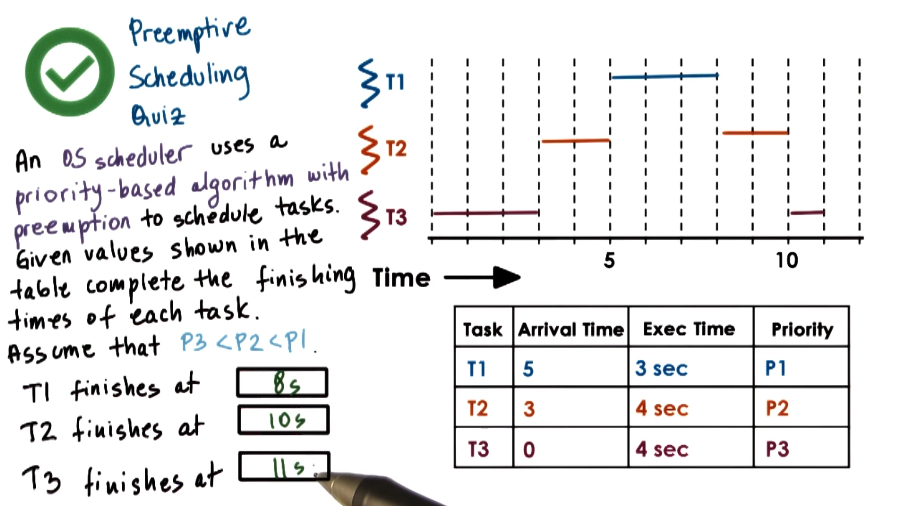 Preemptive
Scheduling
Quiz
An OS scheduler uses a
priority-based algorithm with
preemption to schedule tasks.
Given values shown in the
table complete the finishing
times of each task.
Assume that P3 < P2 < P1.
T1 finishes at 8s
T2 finishes at 10s
T3 finishes at 11s
T1
T2
T3
5 10
Time
Task Arrival Time Exec Time Priority
T1 5 3 sec P1
T2 3 4 sec P2
T3 0 4 sec P3